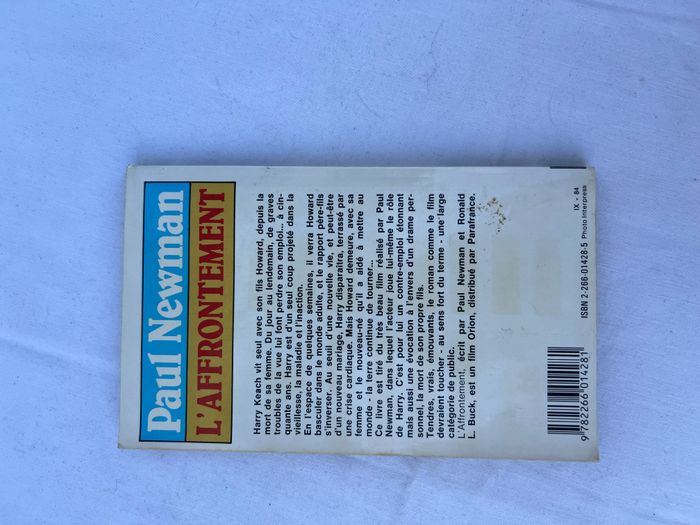 Paul Newman
L'AFFRONTEMENT
Harry Keach vit seul avec son fils Howard, depuis la
mort de sa femme. Du jour au lendemain, de graves
troubles de la vue lui font perdre son emploi.. à cin-
quante ans. Harry est d'un seul coup projeté dans la
vieillesse, la maladie et l'inaction.
En l'espace de quelques semaines, il verra Howard
basculer dans le monde adulte, et le rapport père-fils
s'inverser. Au seuil d'une nouvelle vie, et peut-être
d'un nouveau mariage, Harry disparaîtra, terrassé par
une crise cardiaque. Mais Howard demeure, avec sa
femme et le nouveau-né qu'il a aidé à mettre au
monde - la terre continue de tourner...
Ce livre est tiré du très beau film réalisé par Paul
Newman, dans lequel l'acteur joue lui-même le rôle
de Harry. C'est pour lui un contre-emploi étonnant
mais aussi une évocation à l'envers d'un drame per-
sonnel, la mort de son propre fils.
Tendres, vrais, émouvants, le roman comme le film
devraient toucher - au sens fort du terme - une large
catégorie de public.
L'Affrontement, écrit par Paul Newman et Ronald
L. Buck, est un film Orion, distribué par Parafrance.
IX - 84
ISBN 2-266-01428-5 Photo Interpress
9782266014281